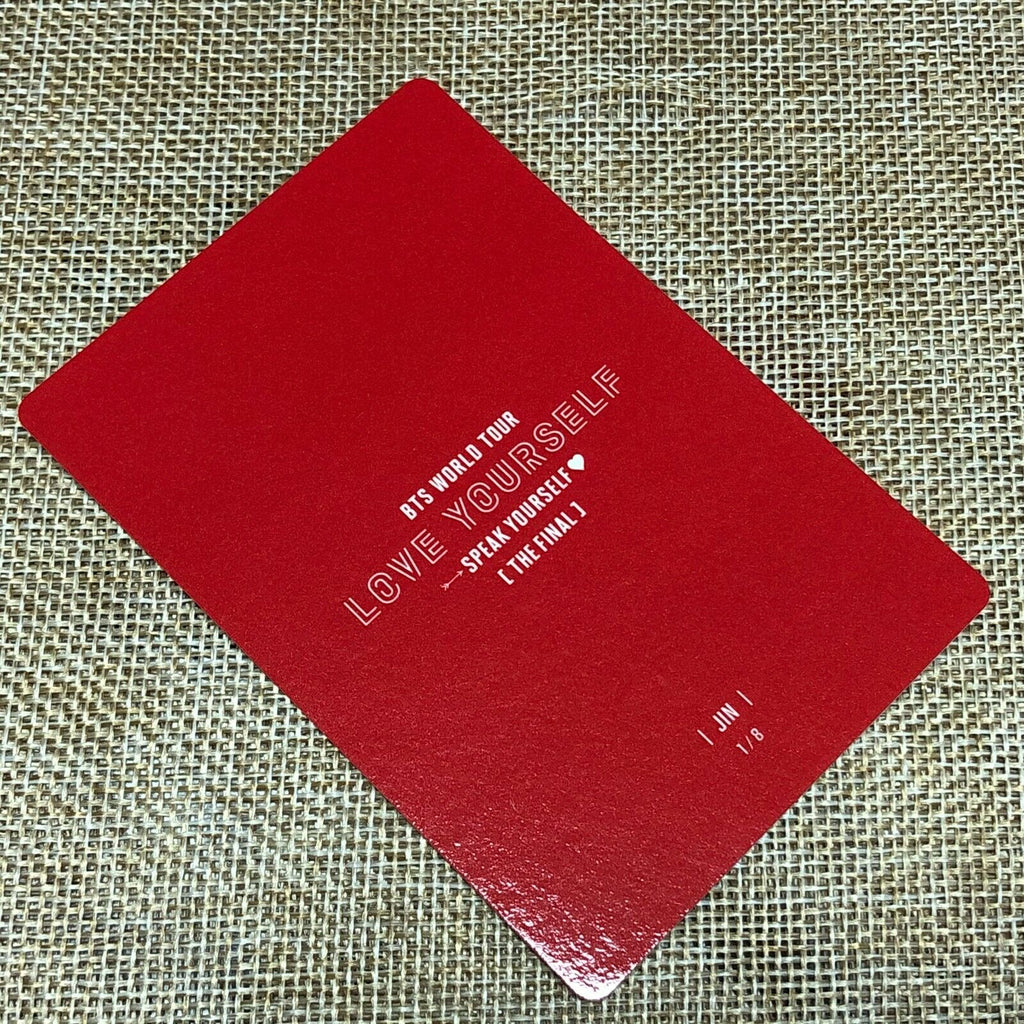 BTS WORLD TOUR
LOVE YOURSELF
SPEAK YOURSELF
[ THE FINAL ]
| JIN |
1/8